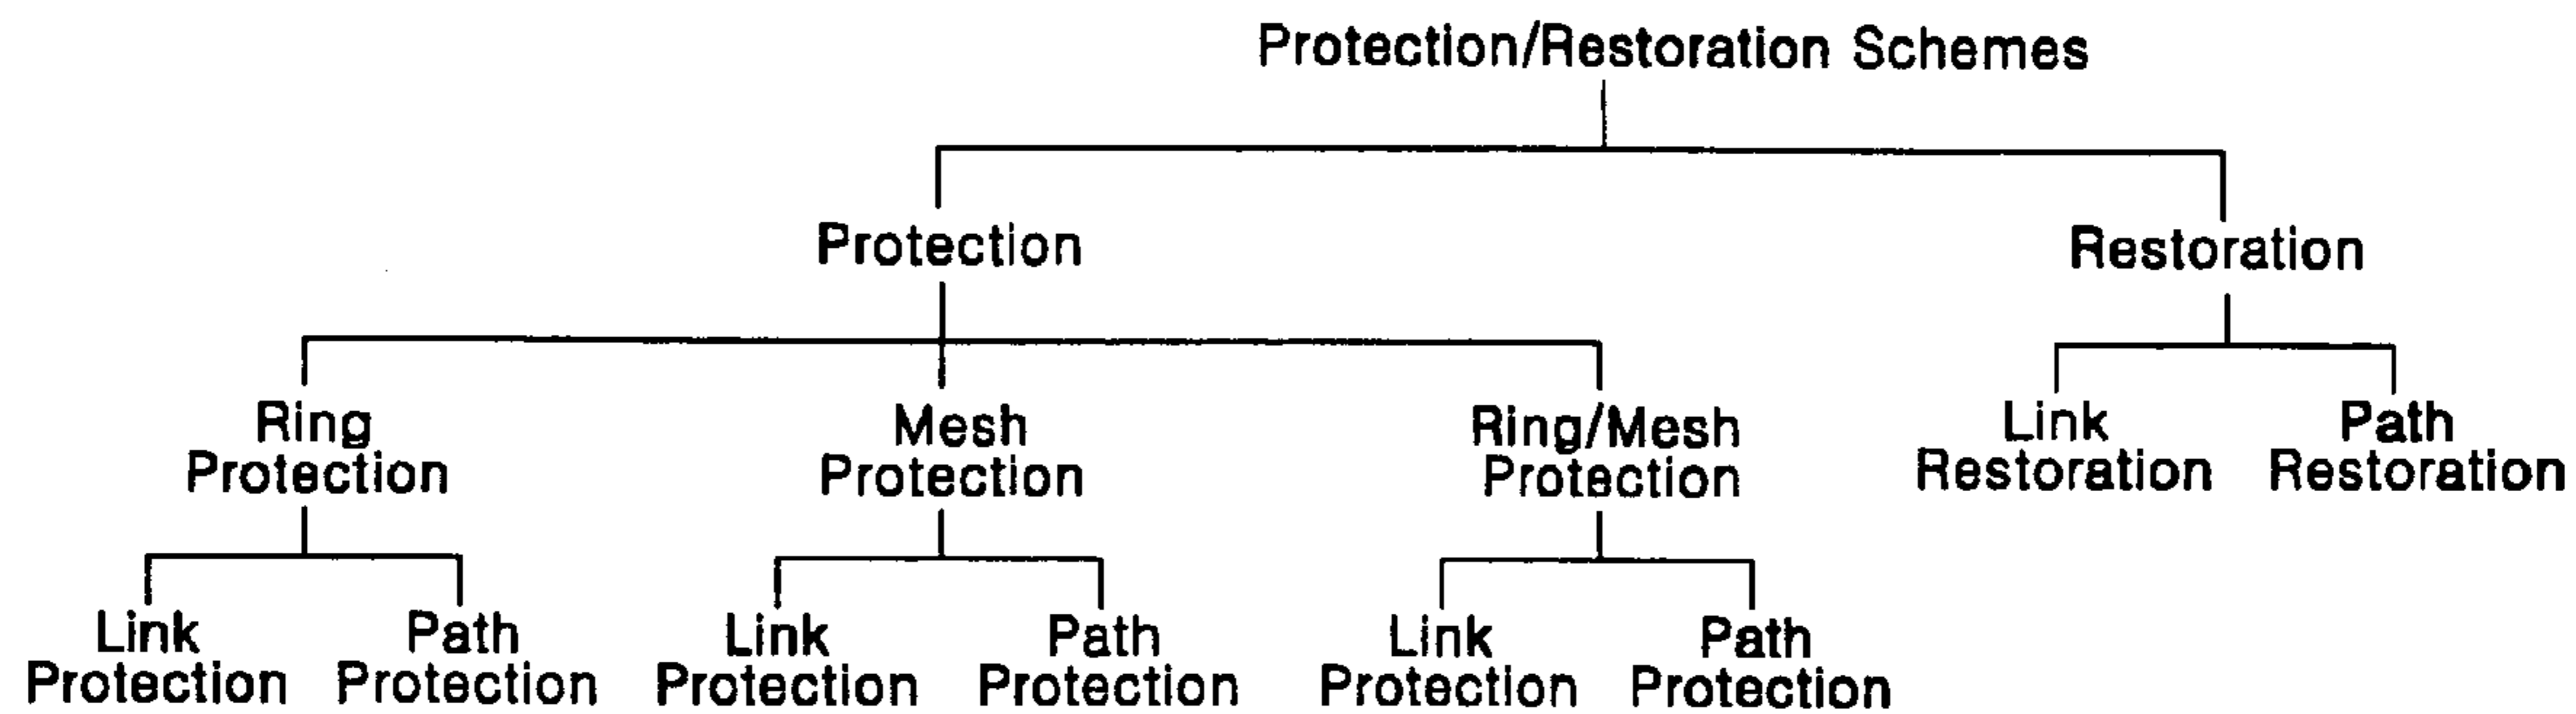 Protection/Restoration Schemes
Protection
Restoration
Ring
Protection
Mesh
Protection
Ring/Mesh
Protection
Link
Restoration
Path
Restoration
Link
Protection
Path
Protection
Link
Protection
Path
Protection
Link
Protection
Path
Protection